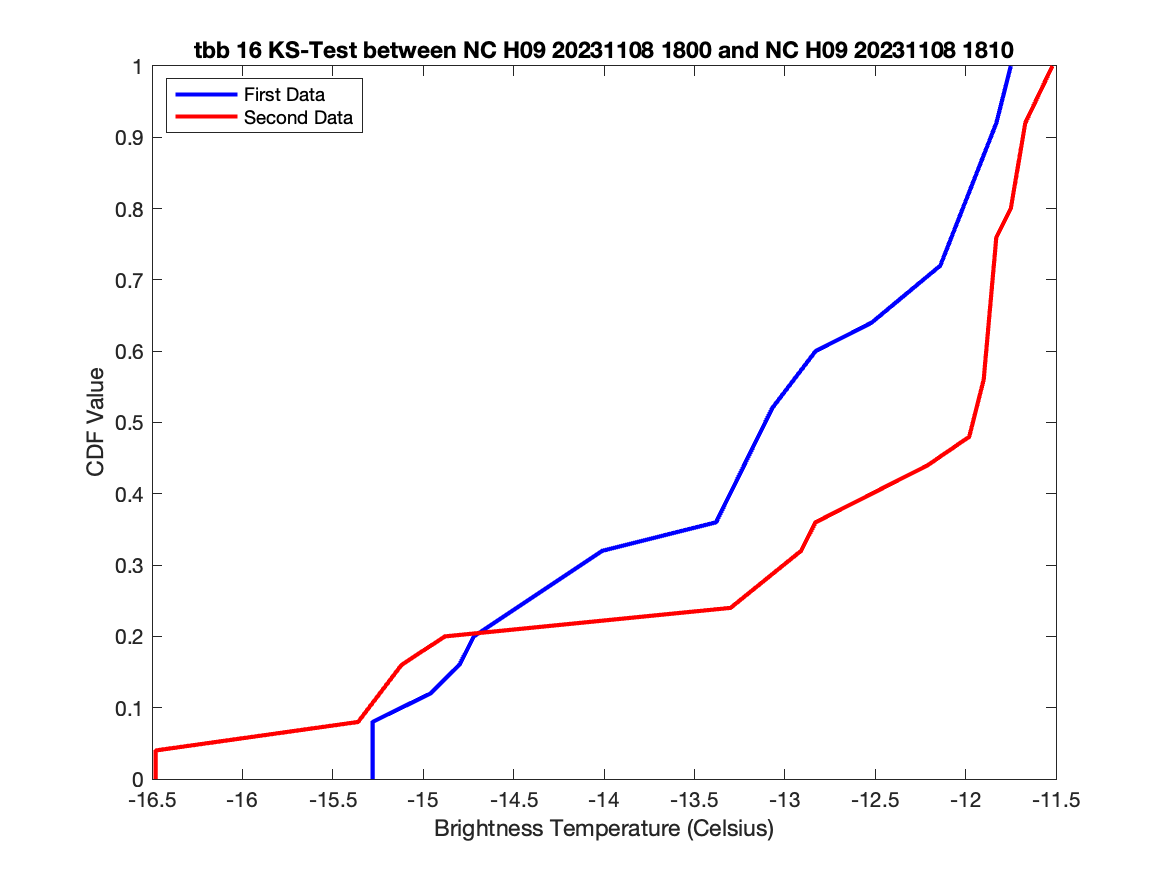 tbb 16 KS-Test between NC H09 20231108 1800 and NC H09 20231108 1810
First Data
Second Data
1
0.9
0.8
0.7
0.6
0.5
0.4
0.3
0.2
0.1
0
CDF Value
-16.5 -16 -15.5 -15 -14.5 -14 -13.5 -13 -12.5 -12 -11.5
Brightness Temperature (Celsius)